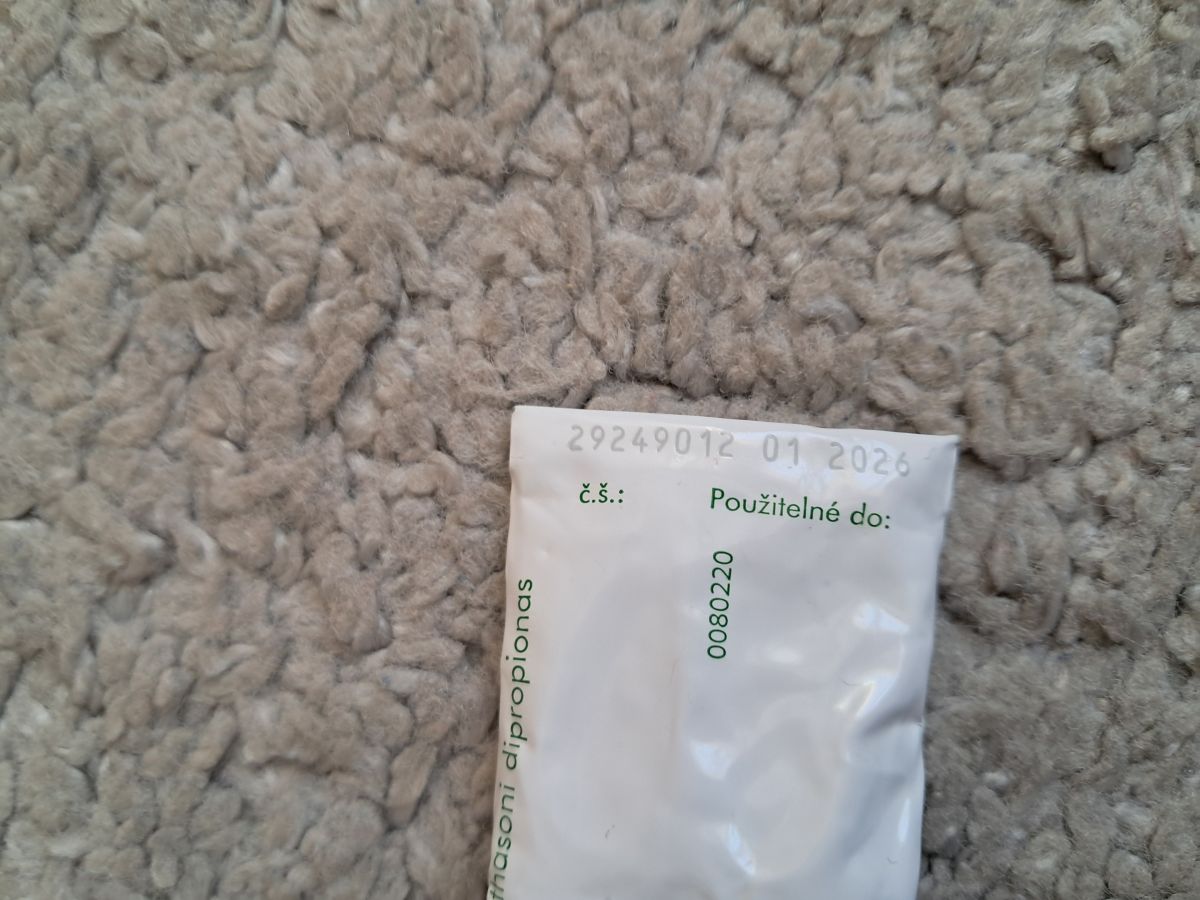 29249012 01 2026
č.š.: Použitelné do:
0080220
thasoni dipropionas